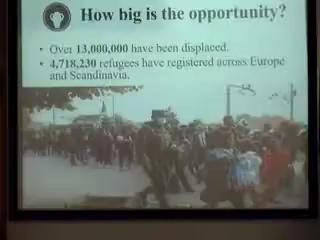 How big is the opportunity?
• Over 13,000,000 have been displaced.
• 4,718,230 refugees have registered across Europe
and Scandinavia.